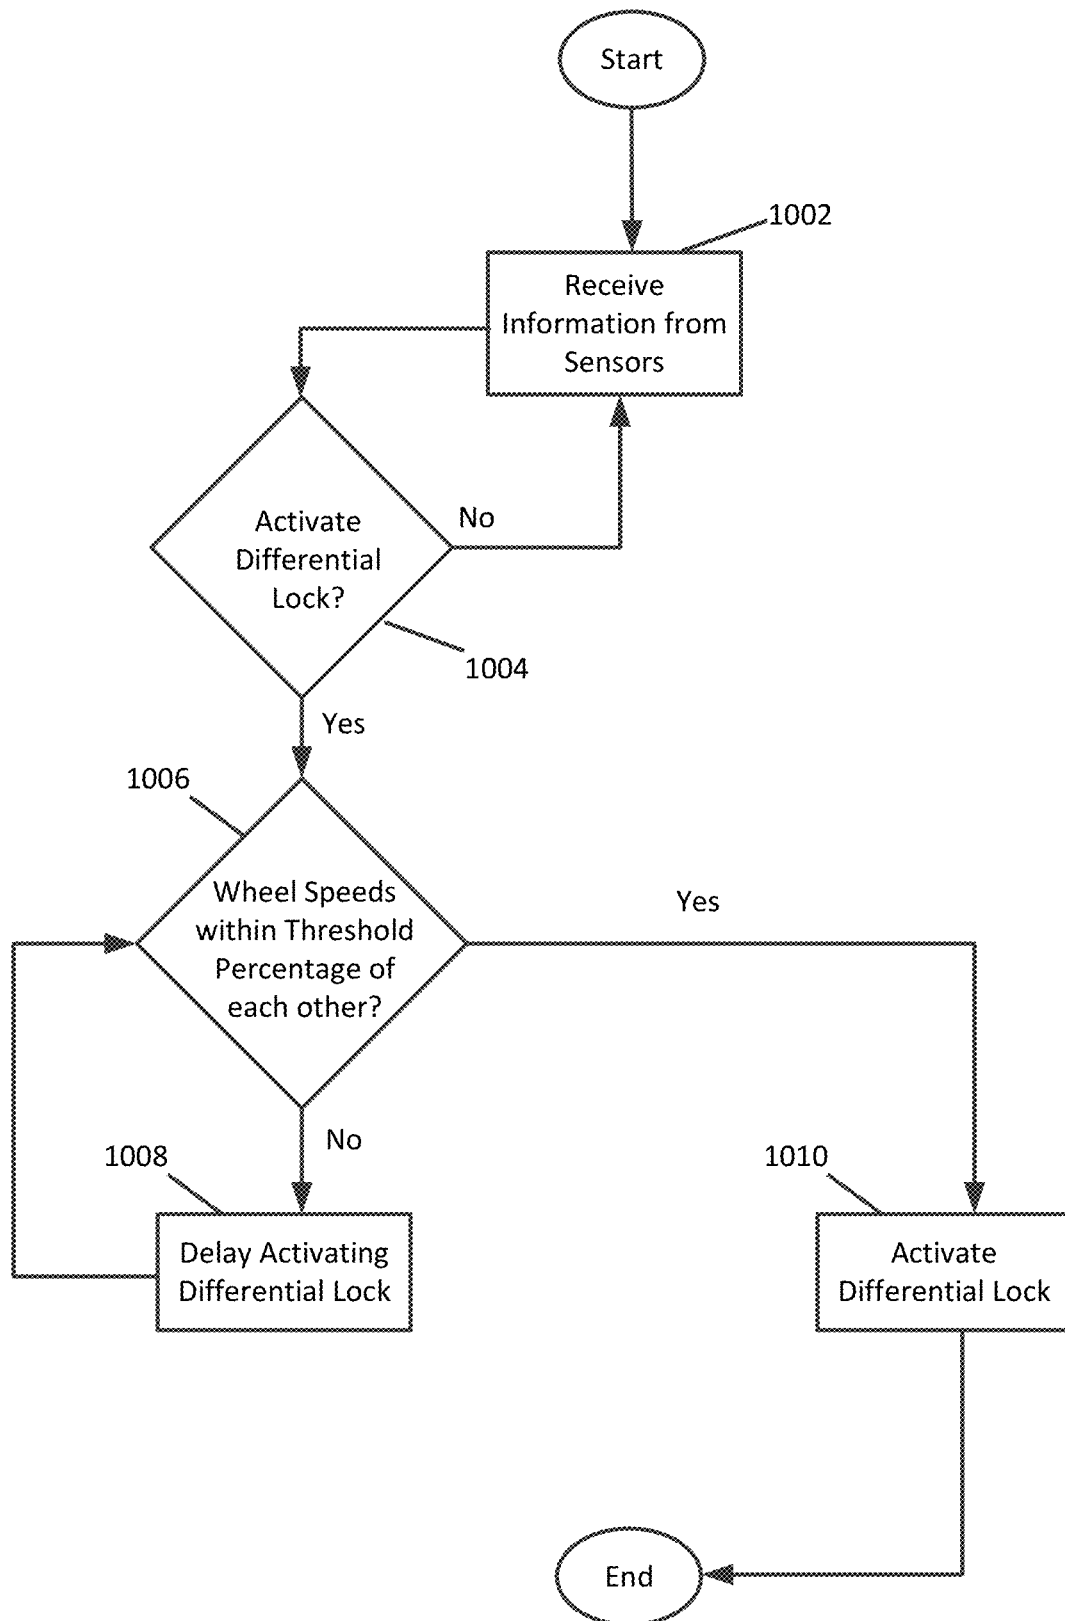 Start
1002
Receive
Information from
Sensors
Activate
Differential
Lock?
No
1004
Yes
1006
Wheel Speeds
within Threshold
Percentage of
each other?
Yes
No
1008
Delay Activating
Differential Lock
1010
Activate
Differential Lock
End